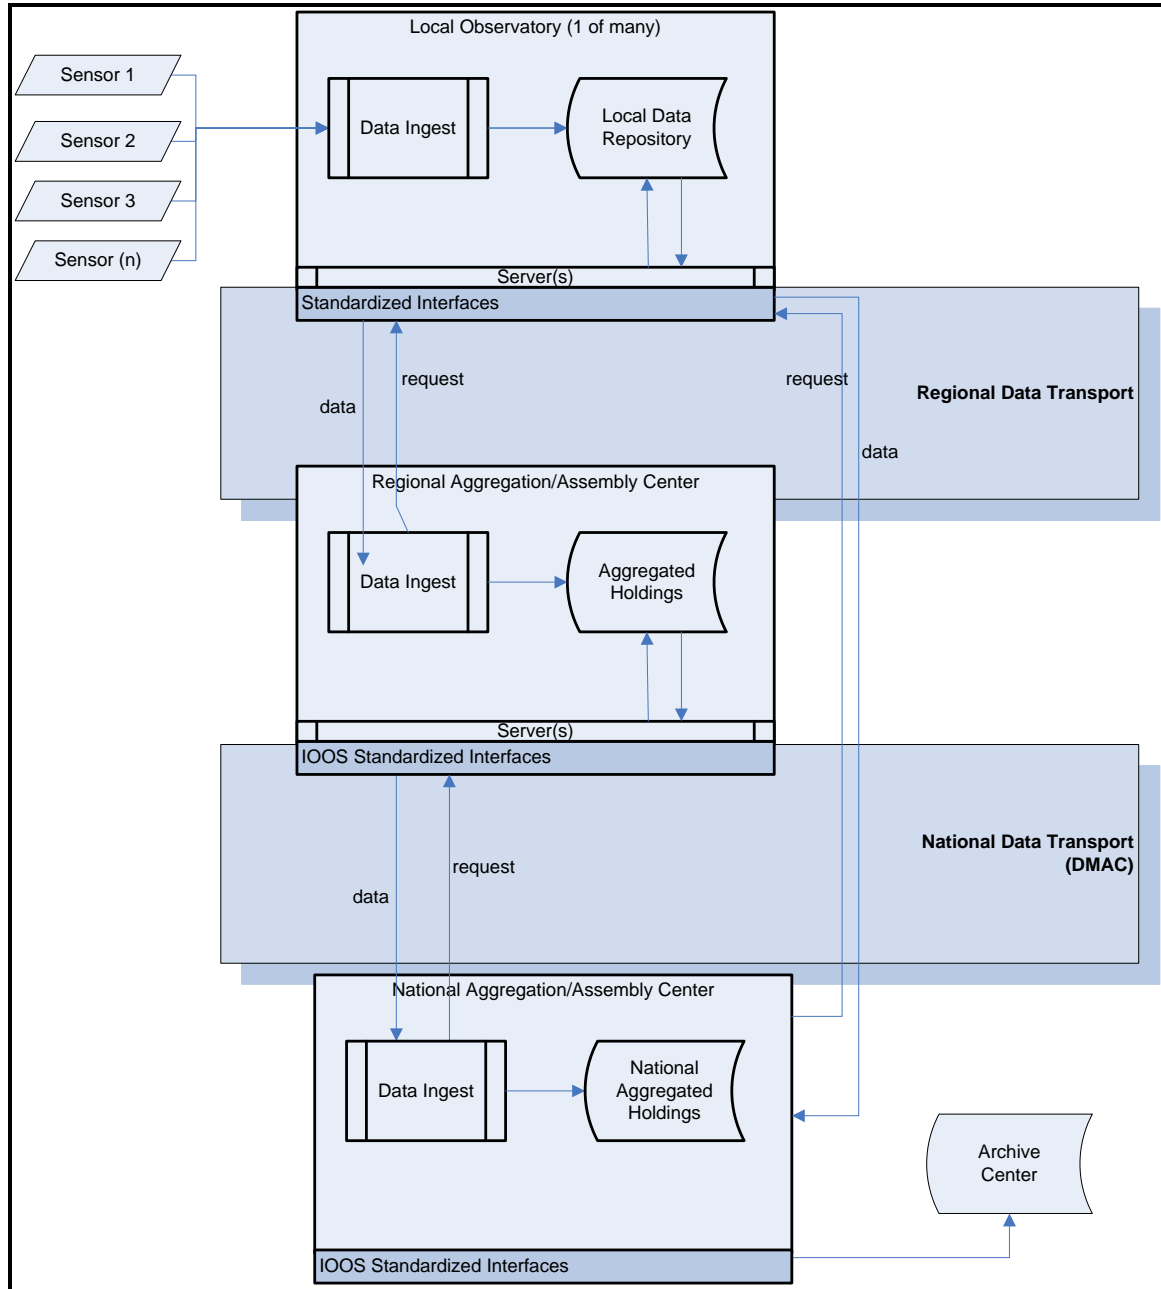 Local Observatory (1 of many)
Sensor 1
Sensor 2
Sensor 3
Sensor (n)
Data Ingest
Local Data
Repository
Server(s)
Standardized Interfaces
request
data
request
data
Regional Data Transport
Regional Aggregation/Assembly Center
Data Ingest
Aggregated
Holdings
Server(s)
IOOS Standardized Interfaces
request
data
National Data Transport
(DMAC)
National Aggregation/Assembly Center
Data Ingest
National
Aggregated
Holdings
Archive
Center
IOOS Standardized Interfaces